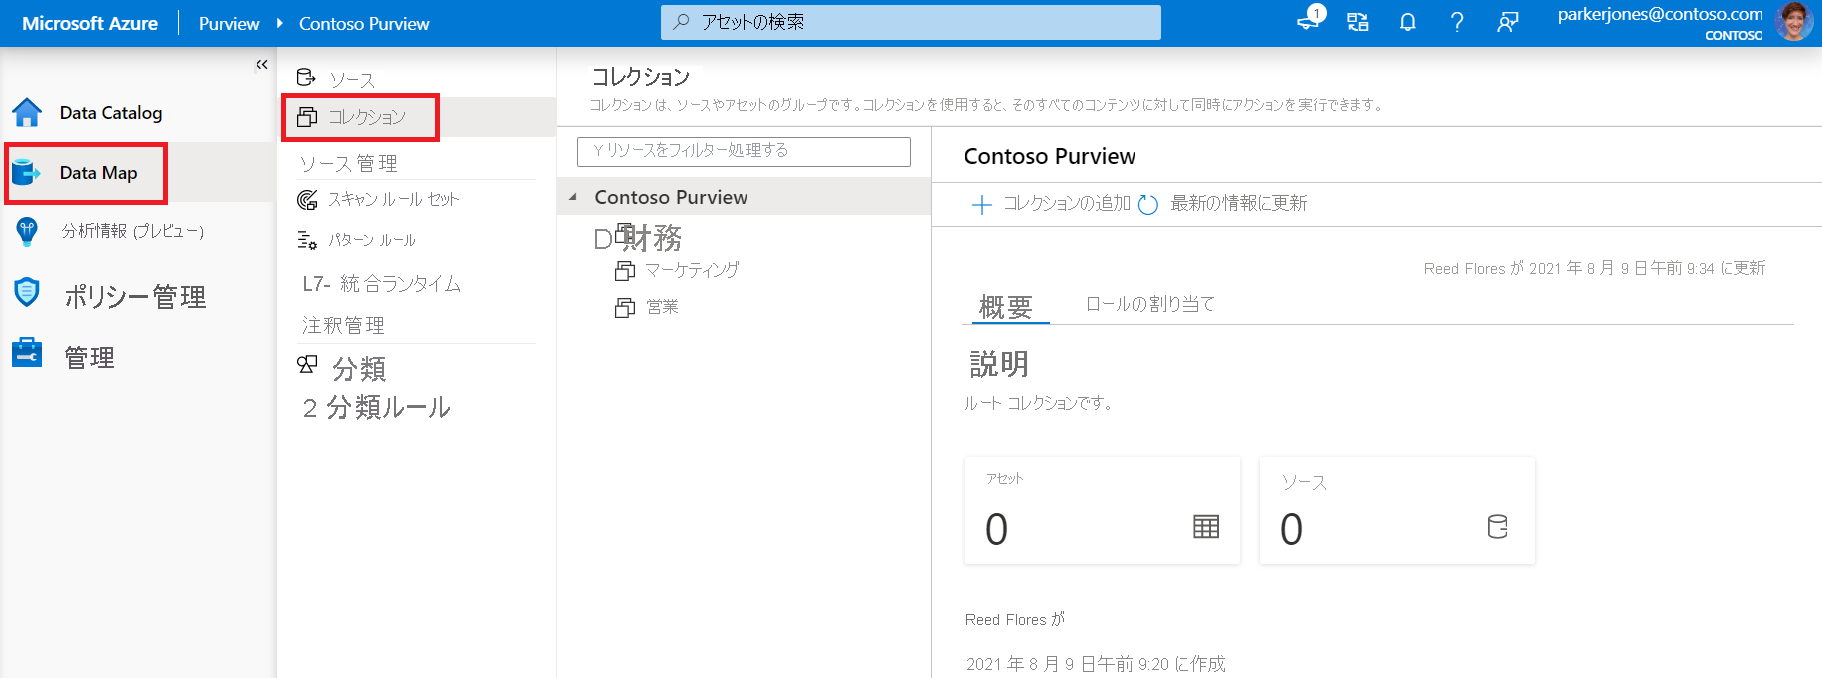 Microsoft Azure
Purview ▸ Contoso Purview
アセットの検索
1
parkerjones@contoso.com
CONTOSO
Data Catalog
Data Map
分析情報 (プレビュー)
ポリシー管理
管理
ソース
コレクション
ソース管理
スキャン ルール セット
パターン ルール
L7- 統合ランタイム
注釈管理
分類
2 分類ルール
コレクション
コレクションは、ソースやアセットのグループです。コレクションを使用すると、そのすべてのコンテンツに対して同時にアクションを実行できます。
Y リソースをフィルター処理する
Contoso Purview
D 財務
マーケティング
営業
Contoso Purview
コレクションの追加 最新の情報に更新
Reed Flores が 2021 年 8 月 9 日午前 9:34 に更新
概要 ロールの割り当て
説明
ルート コレクションです。
アセット
0
ソース
0
Reed Flores が
2021 年 8 月 9 日午前 9:20 に作成